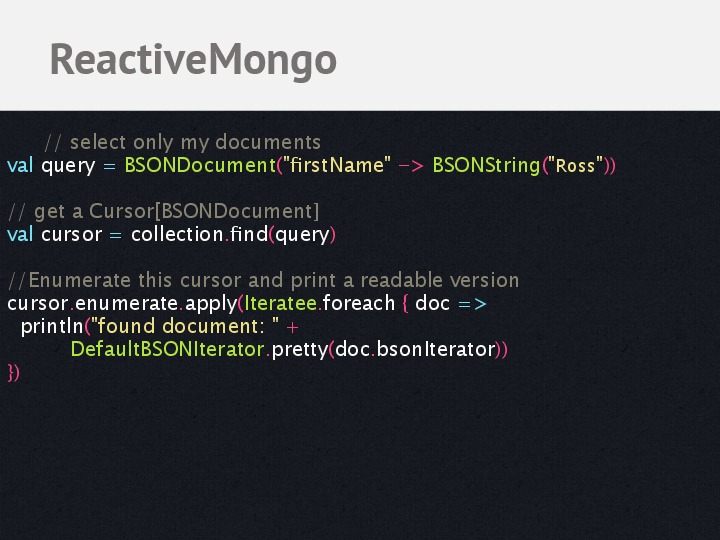 ReactiveMongo
// select only my documents
val query = BSONDocument("firstName" -> BSONString("Ross"))
// get a Cursor[BSONDocument]
val cursor = collection.find(query)
//Enumerate this cursor and print a readable version
cursor.enumerate.apply(Iteratee.foreach { doc =>
println("found document: " +
DefaultBSONIterator.pretty(doc.bsonIterator))
})